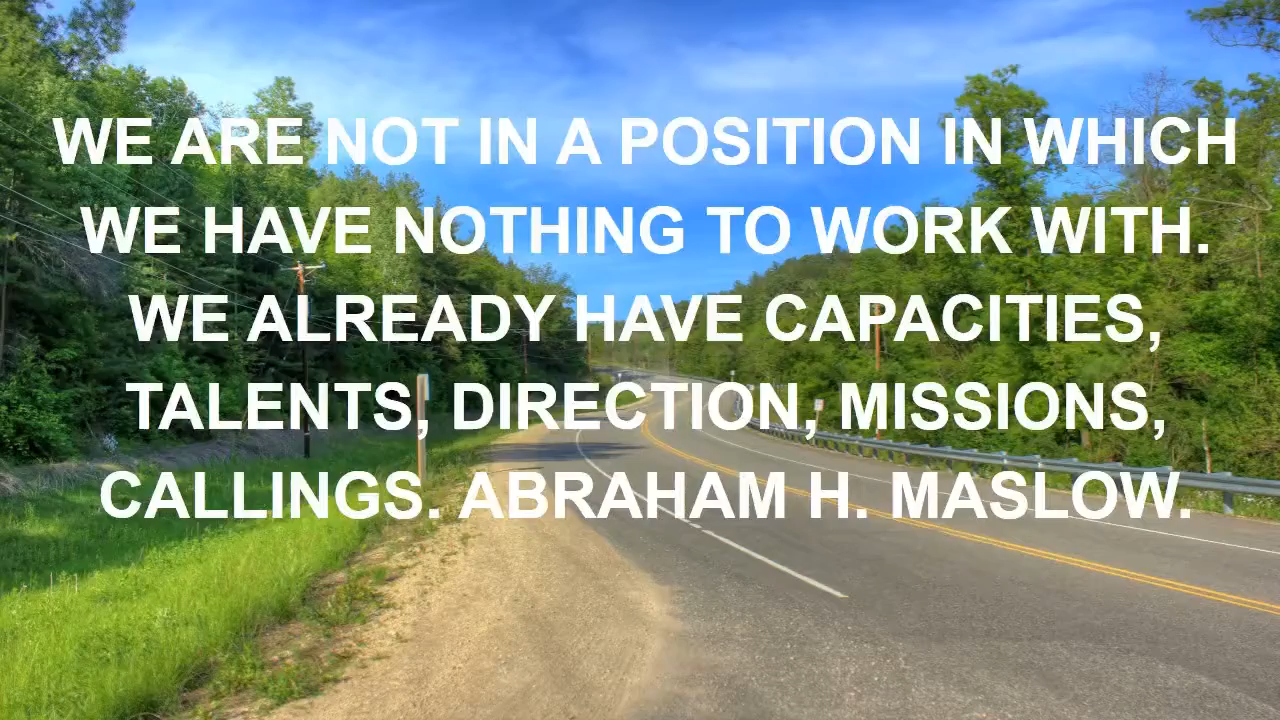 WE ARE NOT IN A POSITION IN WHICH
WE HAVE NOTHING TO WORK WITH.
WE ALREADY HAVE CAPACITIES,
TALENTS, DIRECTION, MISSIONS,
CALLINGS. ABRAHAM H. MASLOW.